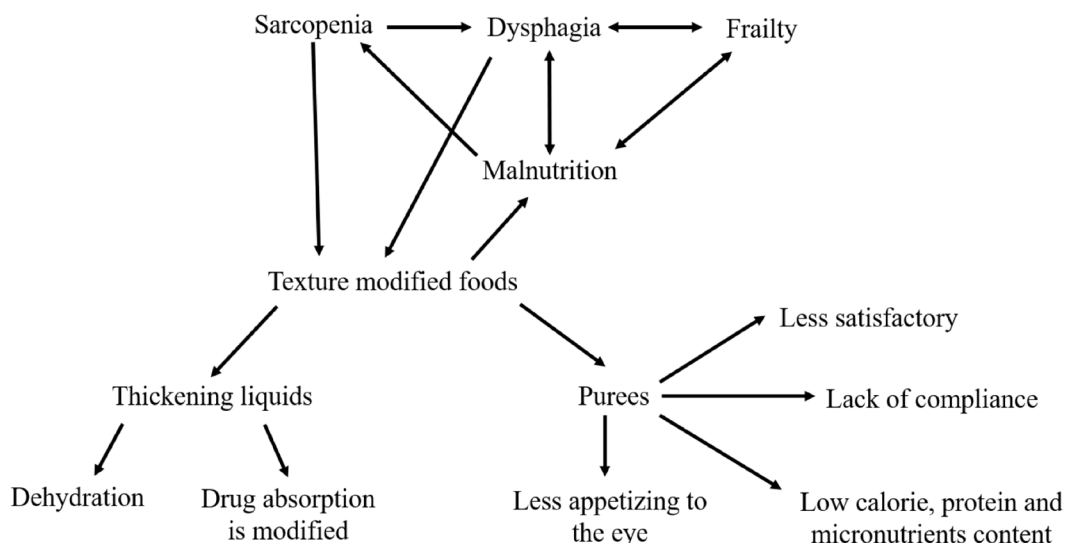 Sarcopenia
Dysphagia
Frailty
Malnutrition
Texture modified foods
Less satisfactory
Thickening liquids
Purees
Lack of compliance
Dehydration
Drug absorption
is modified
Less appetizing to
the eye
Low calorie, protein and
micronutrients content